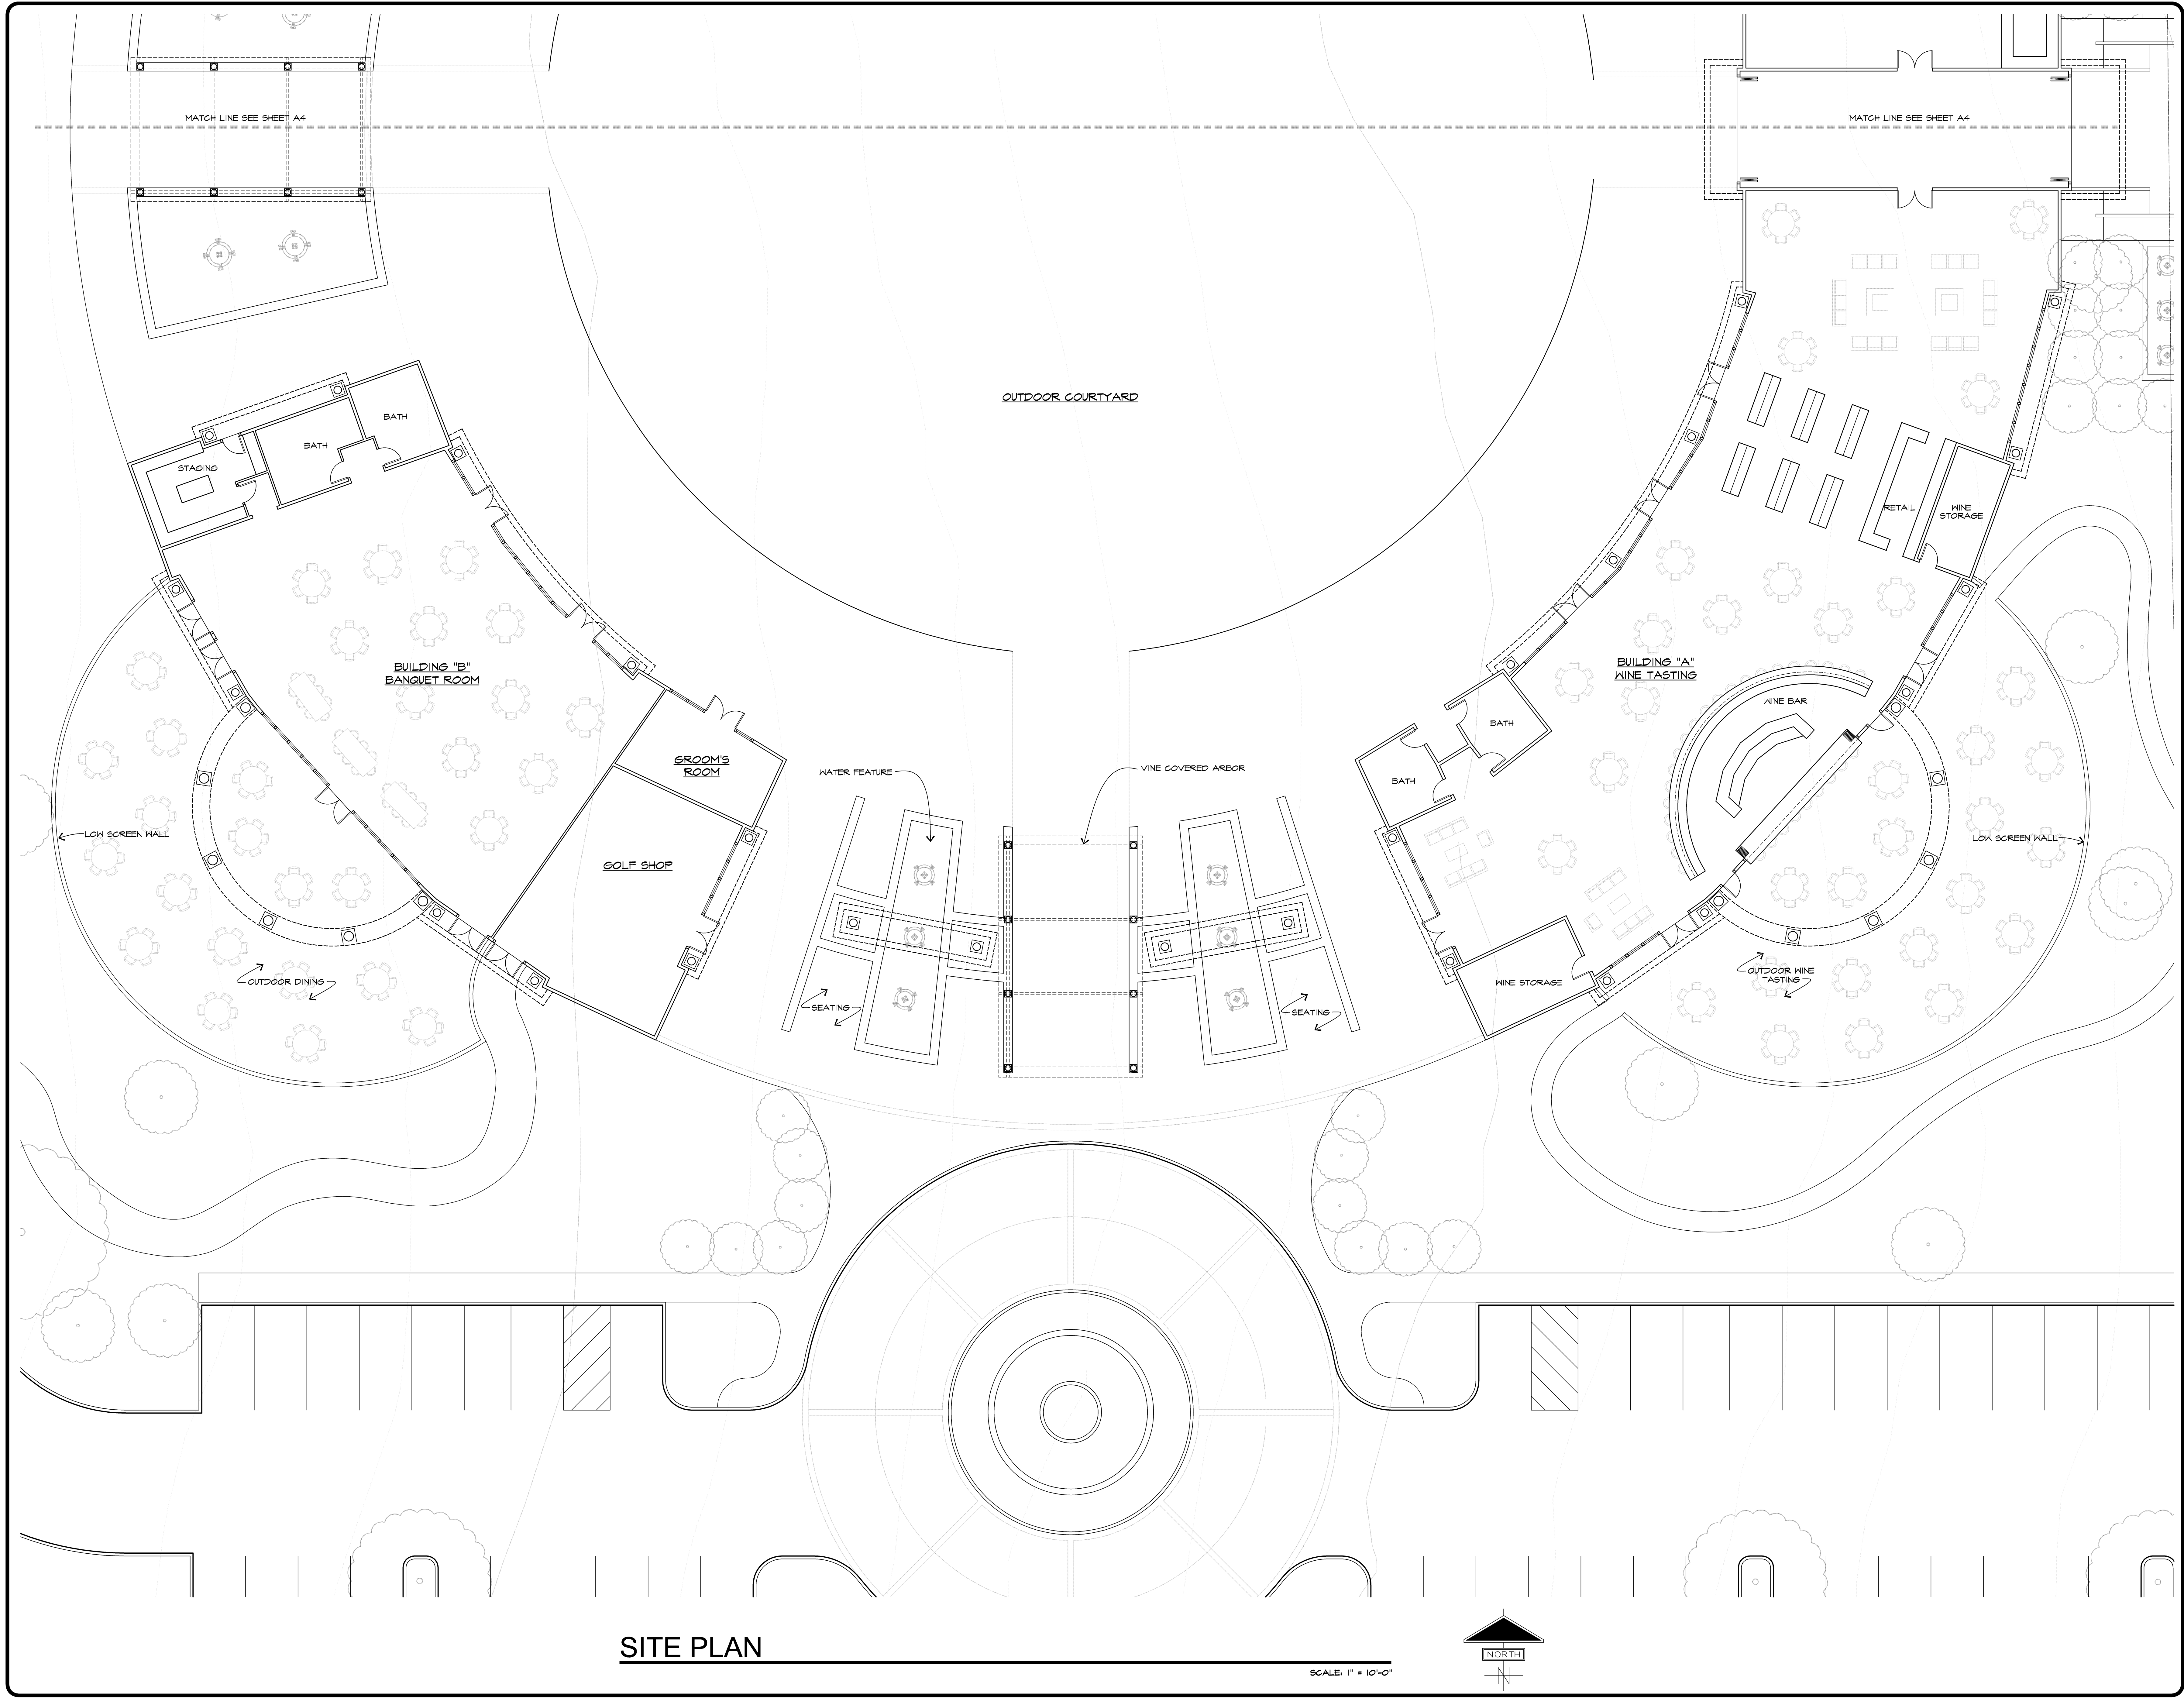 MATCH LINE SEE SHEET A4
MATCH LINE SEE SHEET A4
OUTDOOR COURTYARD
BATH
BATH
STAGING
RETAIL
WINE
STORAGE
BUILDING "B"
BANQUET ROOM
BUILDING "A"
WINE TASTING
WINE BAR
BATH
BATH
GROOM'S
ROOM
WATER FEATURE
VINE COVERED ARBOR
LOW SCREEN WALL
LOW SCREEN WALL
GOLF SHOP
OUTDOOR DINING
OUTDOOR WINE
TASTING
WINE STORAGE
SEATING
SEATING
SITE PLAN
SCALE: 1" = 10'-0"
NORTH
N